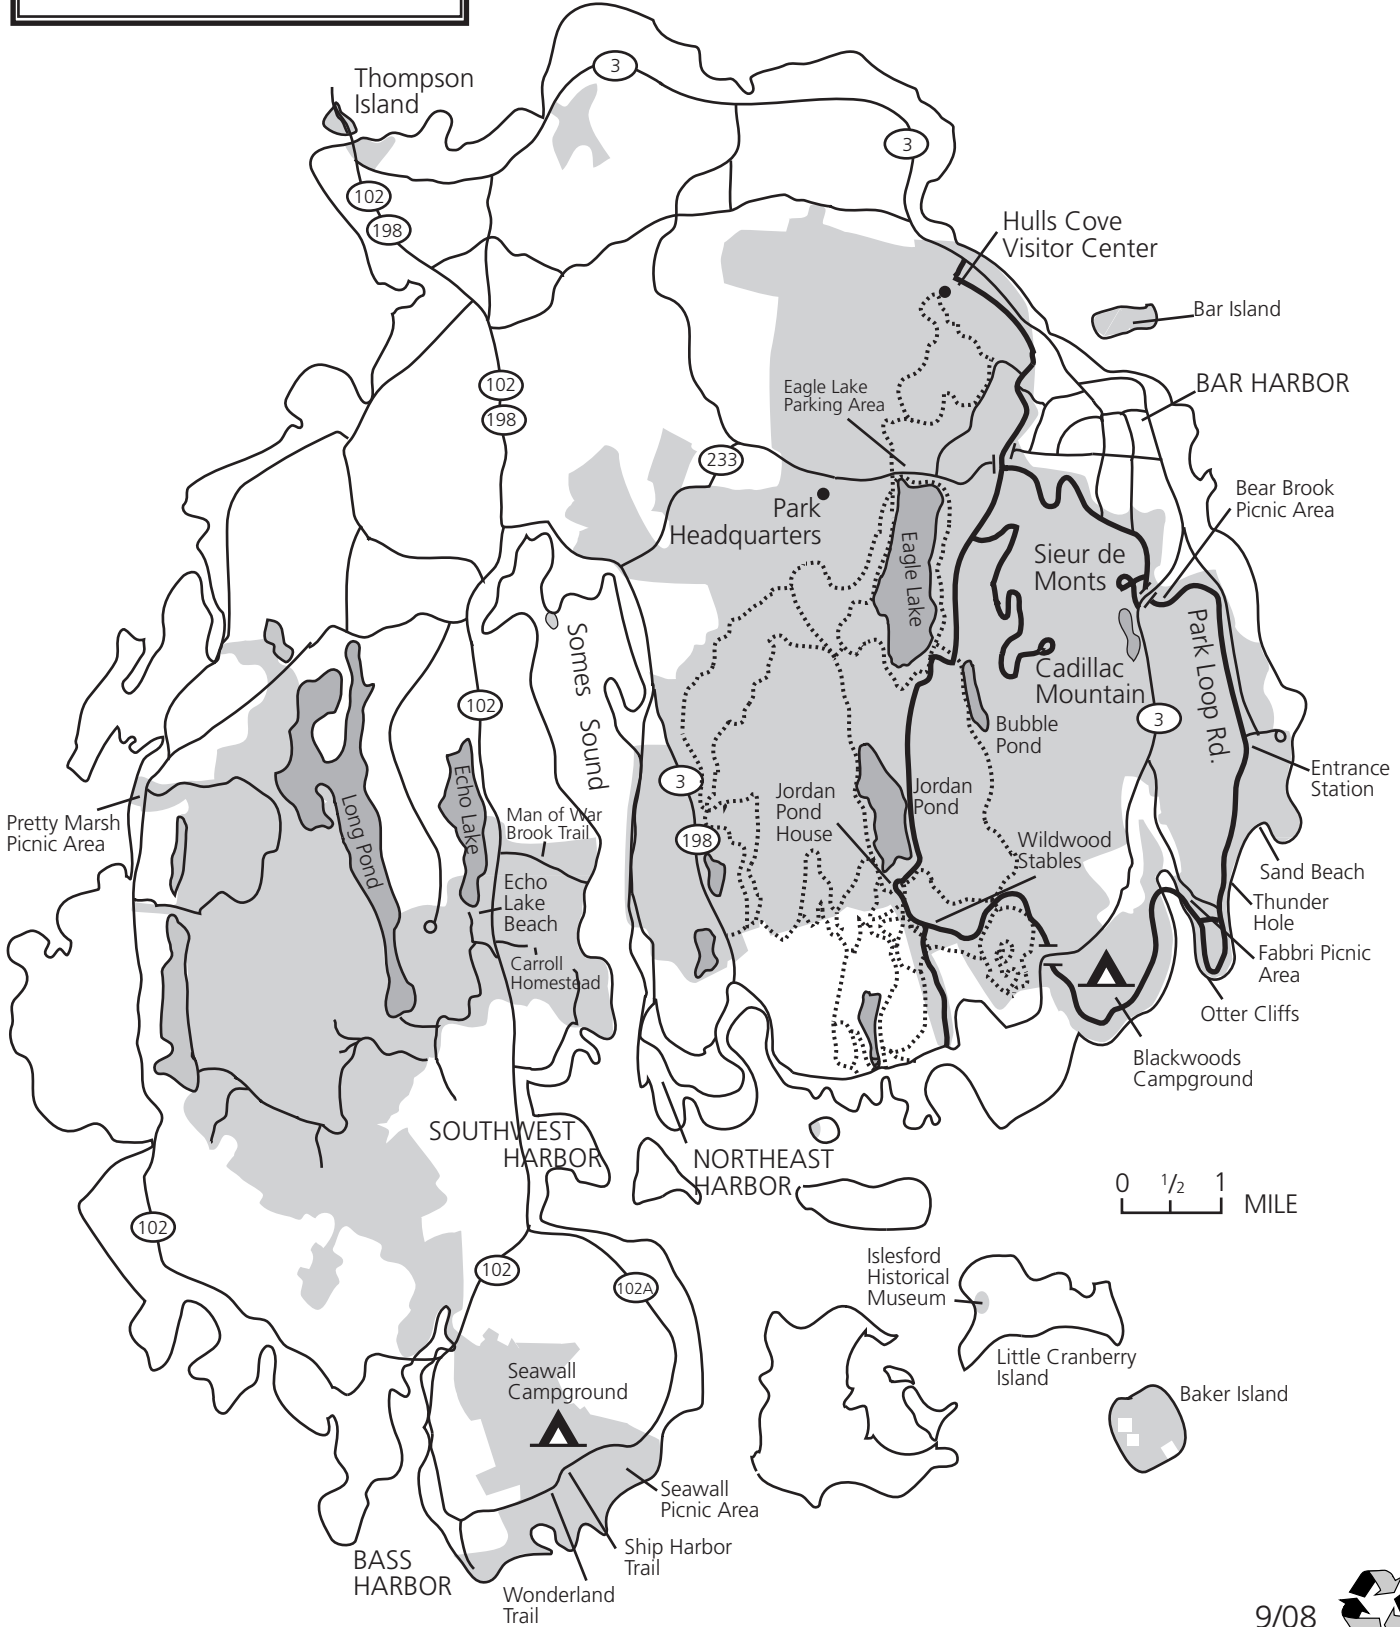 3
Thompson
Island
3
102
198
Hulls Cove
Visitor Center
Bar Island
102
198
Eagle Lake
Parking Area
BAR HARBOR
233
Bear Brook
Picnic Area
Park
Headquarters
Eagle Lake
Sieur de
Monts
Park Loop Rd.
Somes Sound
Cadillac
Mountain
102
3
Bubble
Pond
Entrance
Station
Echo Lake
3
Jordan
Pond
House
Jordan
Pond
Long Pond
Man of War
Brook Trail
Pretty Marsh
Picnic Area
198
Wildwood
Stables
Sand Beach
Echo
Lake
Beach
Thunder
Hole
Carroll
Homestead
Fabbri Picnic
Area
Otter Cliffs
Blackwoods
Campground
SOUTHWEST
HARBOR
NORTHEAST
HARBOR
0 1/2 1
MILE
102
102
102A
Islesford
Historical
Museum
Little Cranberry
Island
Seawall
Campground
Baker Island
Seawall
Picnic Area
Ship Harbor
Trail
BASS
HARBOR
Wonderland
Trail
9/08